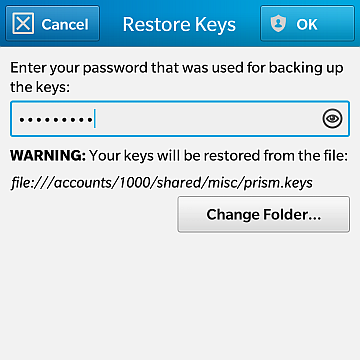 Cancel Restore Keys OK
Enter your password that was used for backing up
the keys:
•••••••••
WARNING: Your keys will be restored from the file:
file:///accounts/1000/shared/misc/prism.keys
Change Folder...